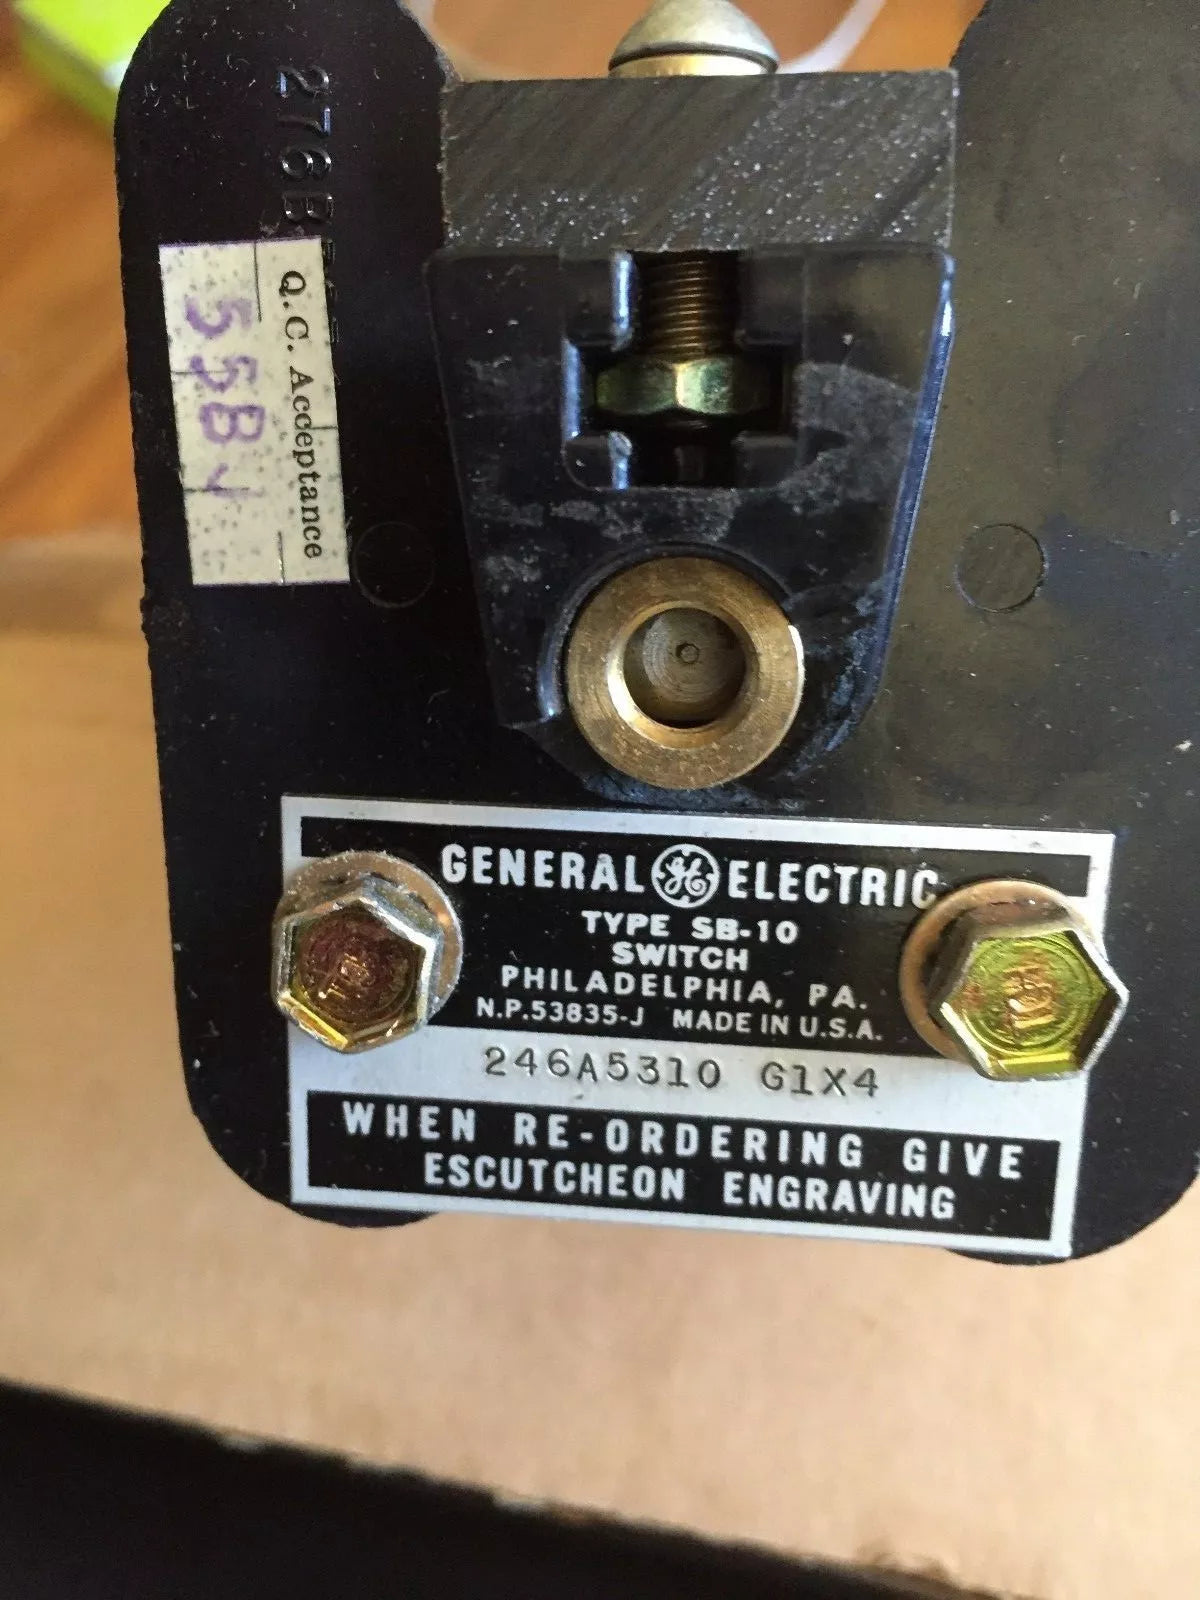 276B
Q.C. Acceptance
GENERAL GE ELECTRIC
TYPE SB-10
SWITCH
PHILADELPHIA, PA.
N.P.53835-J MADE IN U.S.A.
246A5310 G1X4
WHEN RE-ORDERING GIVE
ESCUTCHEON ENGRAVING